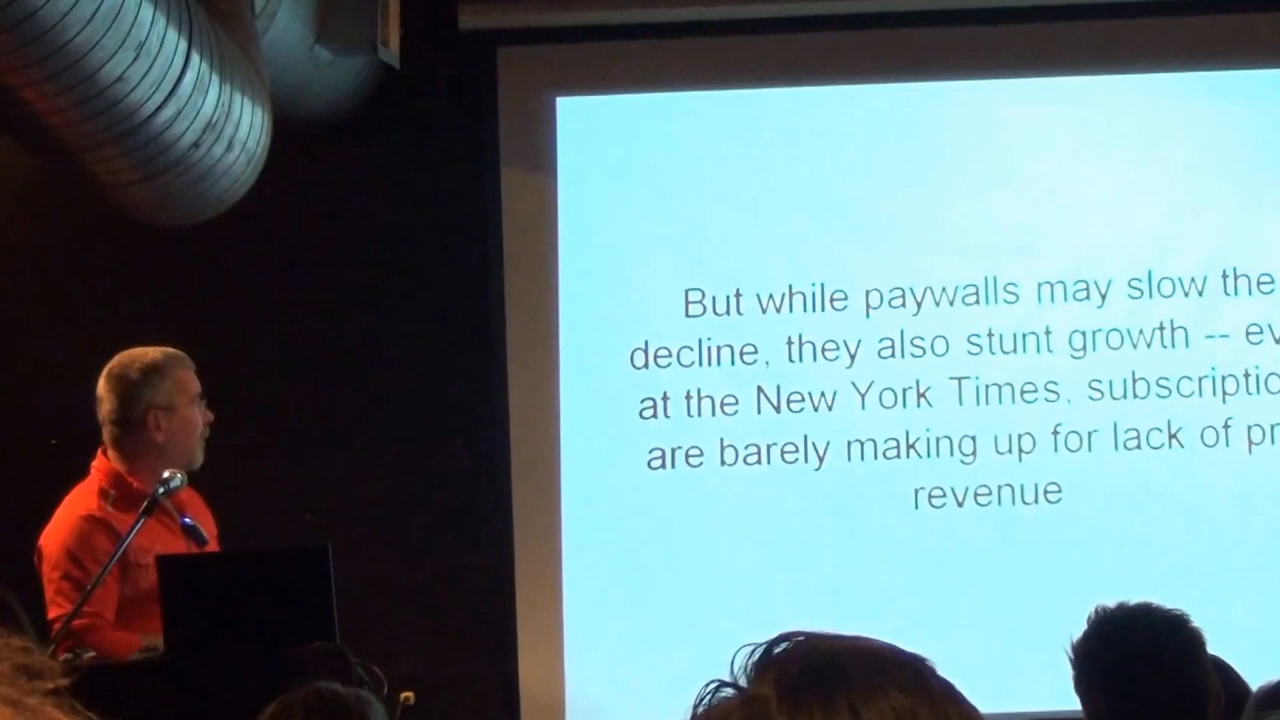 But while paywalls may slow the
decline, they also stunt growth -- ev
at the New York Times, subscriptio
are barely making up for lack of pr
revenue